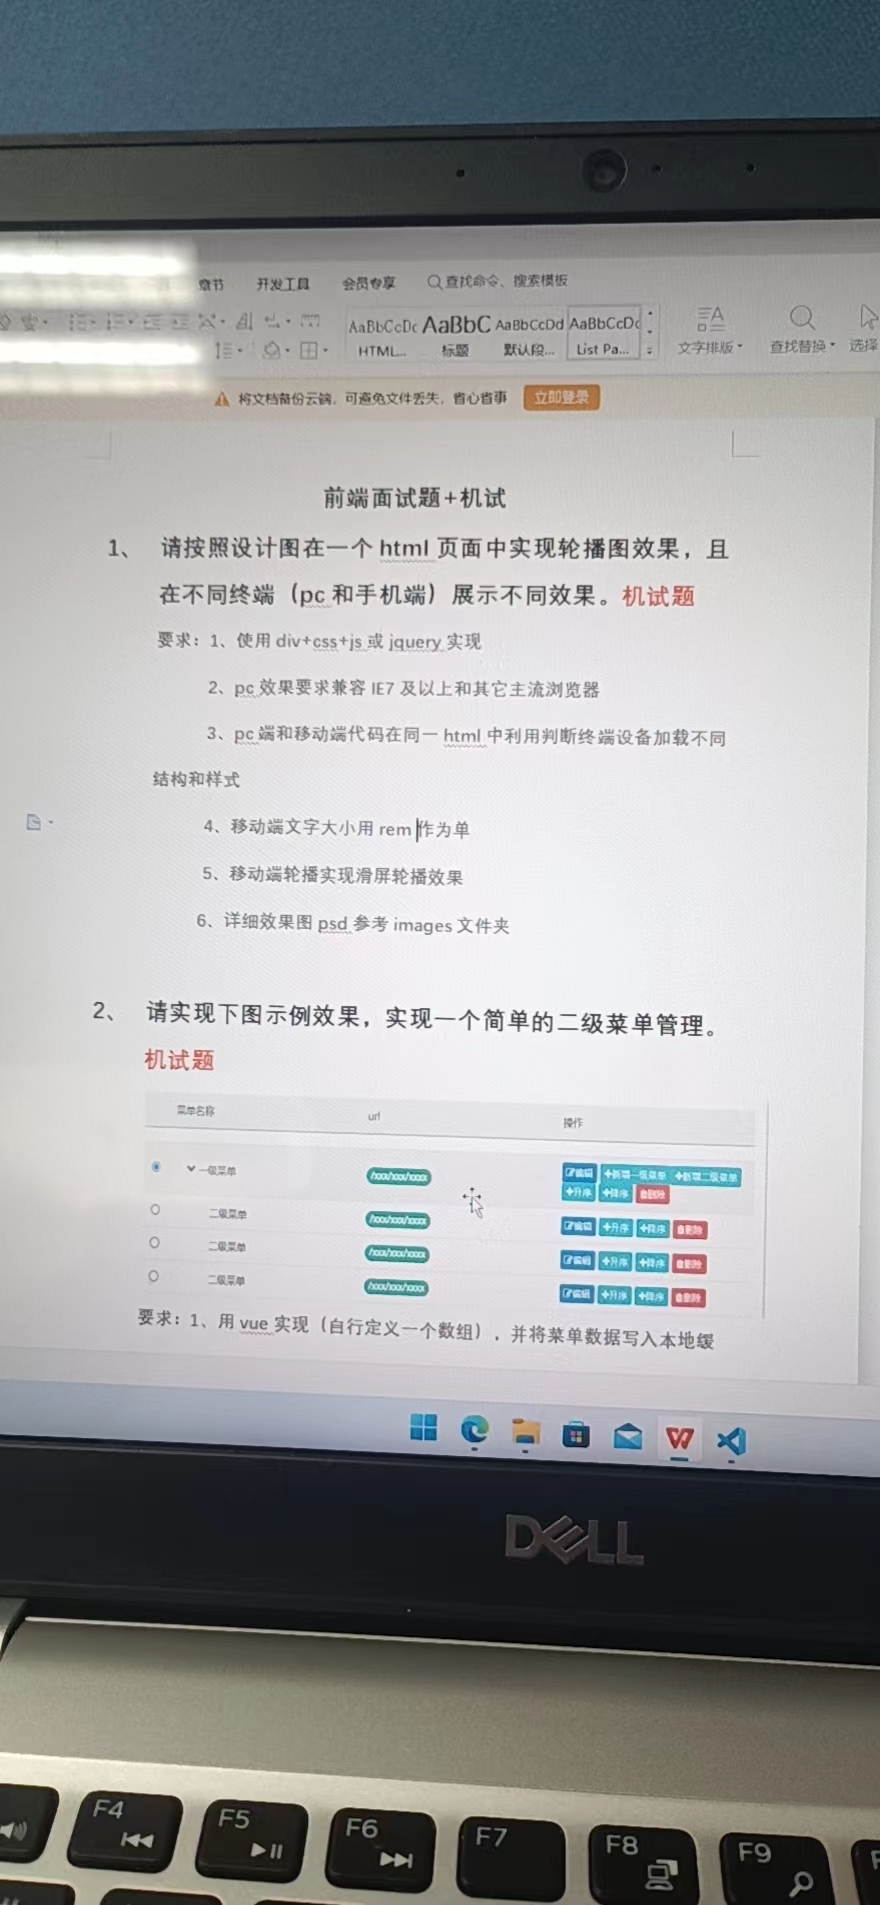 章节 开发工具 会员专享 查找命令、搜索模板
AaBbCcDc AaBbC AaBbCcDd AaBbCcDc
HTML... 标题 默认段... List Pa... 文字排版 查找替换 选择
将文档备份云端，可避免文件丢失，省心省事 立即登录
前端面试题+机试
1、 请按照设计图在一个 html 页面中实现轮播图效果，且
在不同终端（pc 和手机端）展示不同效果。机试题
要求：1、使用 div+css+js 或 jquery 实现
2、pc 效果要求兼容 IE7 及以上和其它主流浏览器
3、pc 端和移动端代码在同一 html 中利用判断终端设备加载不同
结构和样式
4、移动端文字大小用 rem 作为单
5、移动端轮播实现滑屏轮播效果
6、详细效果图 psd 参考 images 文件夹
2、 请实现下图示例效果，实现一个简单的二级菜单管理。
机试题
菜单名称 url 操作
一级菜单 /xxx/xxx/xxxx 编辑 新增一级菜单 新增二级菜单
升序 降序 删除
二级菜单 /xxx/xxx/xxxx 编辑 升序 降序 删除
二级菜单 /xxx/xxx/xxxx 编辑 升序 降序 删除
二级菜单 /xxx/xxx/xxxx 编辑 升序 降序 删除
要求：1、用 vue 实现（自行定义一个数组），并将菜单数据写入本地缓
DELL
F4 F5 F6 F7 F8 F9